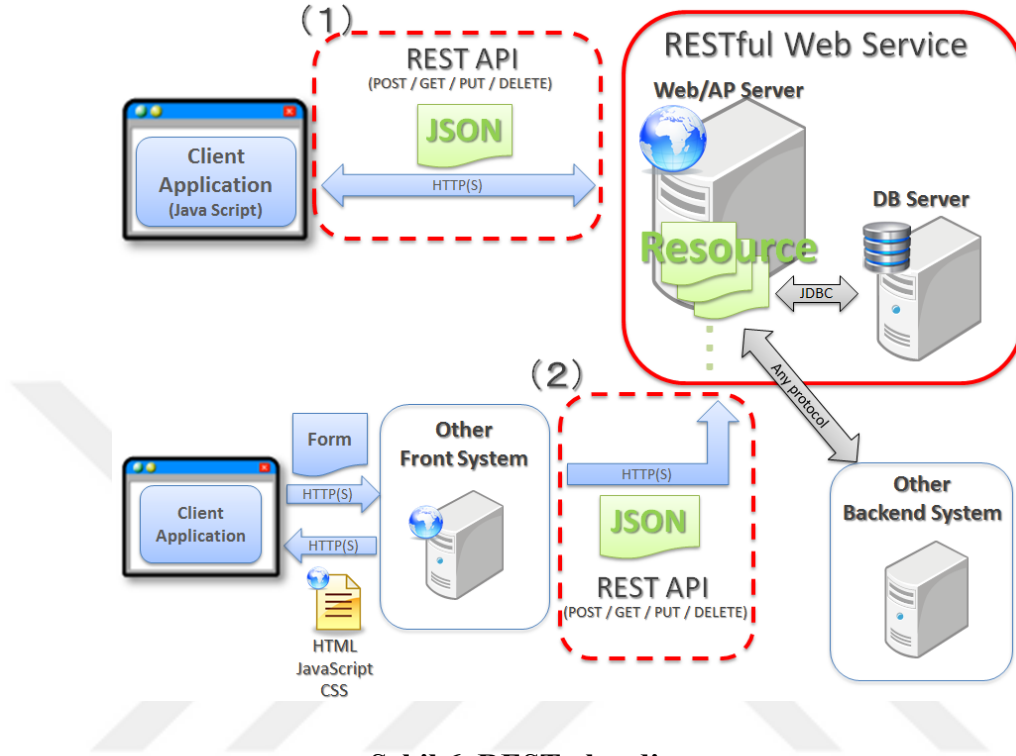 （1）
REST API
(POST / GET / PUT / DELETE)
JSON
HTTP(S)
Client
Application
(Java Script)
RESTful Web Service
Web/AP Server
DB Server
Resource
JDBC
Any protocol
（2）
Form
HTTP(S)
Client
Application
HTTP(S)
HTML
JavaScript
CSS
Other
Front System
HTTP(S)
JSON
REST API
(POST / GET / PUT / DELETE)
Other
Backend System